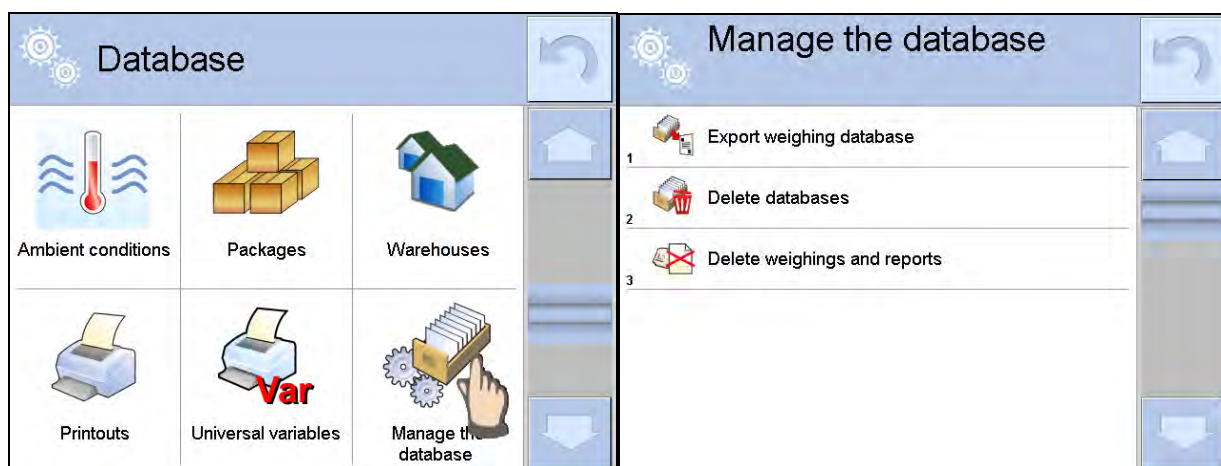 Database
Ambient conditions
Packages
Warehouses
Printouts
Var
Universal variables
Manage the
database
Manage the database
1
Export weighing database
2
Delete databases
3
Delete weighings and reports